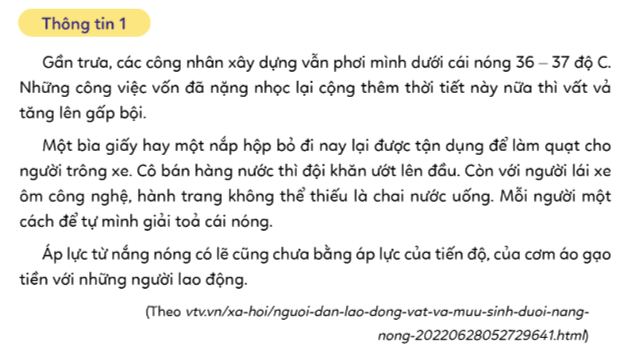 Thông tin 1
Gần trưa, các công nhân xây dựng vẫn phơi mình dưới cái nóng 36 – 37 độ C.
Những công việc vốn đã nặng nhọc lại cộng thêm thời tiết này nữa thì vất vả
tăng lên gấp bội.
Một bìa giấy hay một nắp hộp bỏ đi nay lại được tận dụng để làm quạt cho
người trông xe. Cô bán hàng nước thì đội khăn ướt lên đầu. Còn với người lái xe
ôm công nghệ, hành trang không thể thiếu là chai nước uống. Mỗi người một
cách để tự mình giải toả cái nóng.
Áp lực từ nắng nóng có lẽ cũng chưa bằng áp lực của tiến độ, của cơm áo gạo
tiền với những người lao động.
(Theo vtv.vn/xa-hoi/nguoi-dan-lao-dong-vat-va-muu-sinh-duoi-nang-
nong-20220628052729641.html)